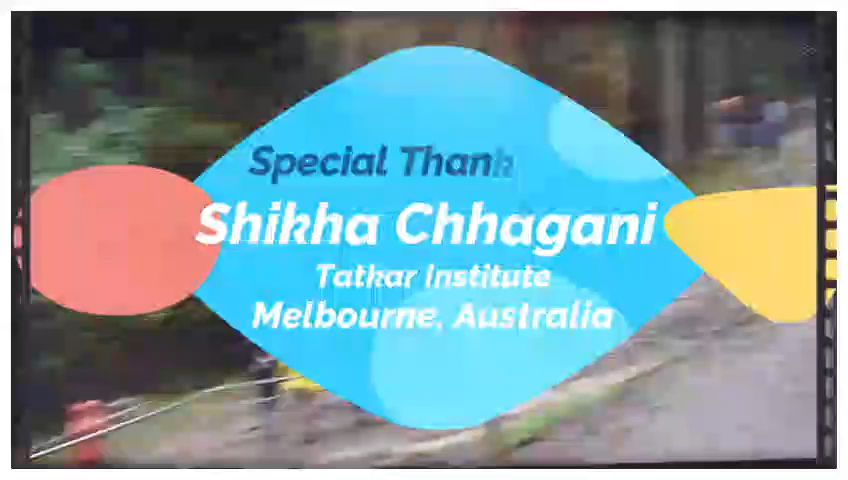 Special Thank
Shikha Chhagani
Tatkar Institute
Melbourne, Australia